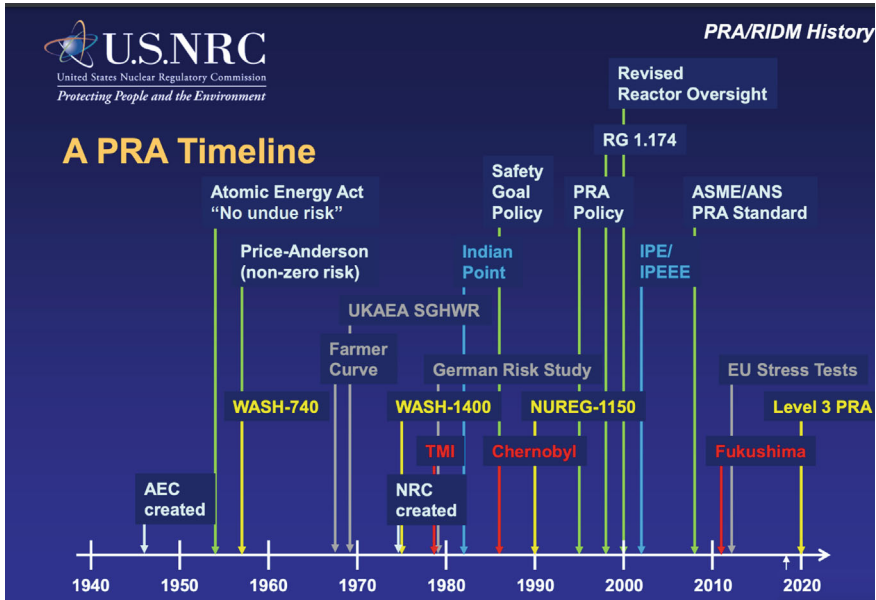 PRA/RIDM History
U.S.NRC
United States Nuclear Regulatory Commission
Protecting People and the Environment
A PRA Timeline
Revised
Reactor Oversight
RG 1.174
Safety
Goal
Policy
PRA
Policy
ASME/ANS
PRA Standard
Atomic Energy Act
“No undue risk”
Price-Anderson
(non-zero risk)
Indian
Point
IPE/
IPEEE
UKAEA SGHWR
Farmer
Curve
German Risk Study
EU Stress Tests
WASH-740
WASH-1400
NUREG-1150
Level 3 PRA
TMI
Chernobyl
Fukushima
AEC
created
NRC
created
1940 1950 1960 1970 1980 1990 2000 2010 2020